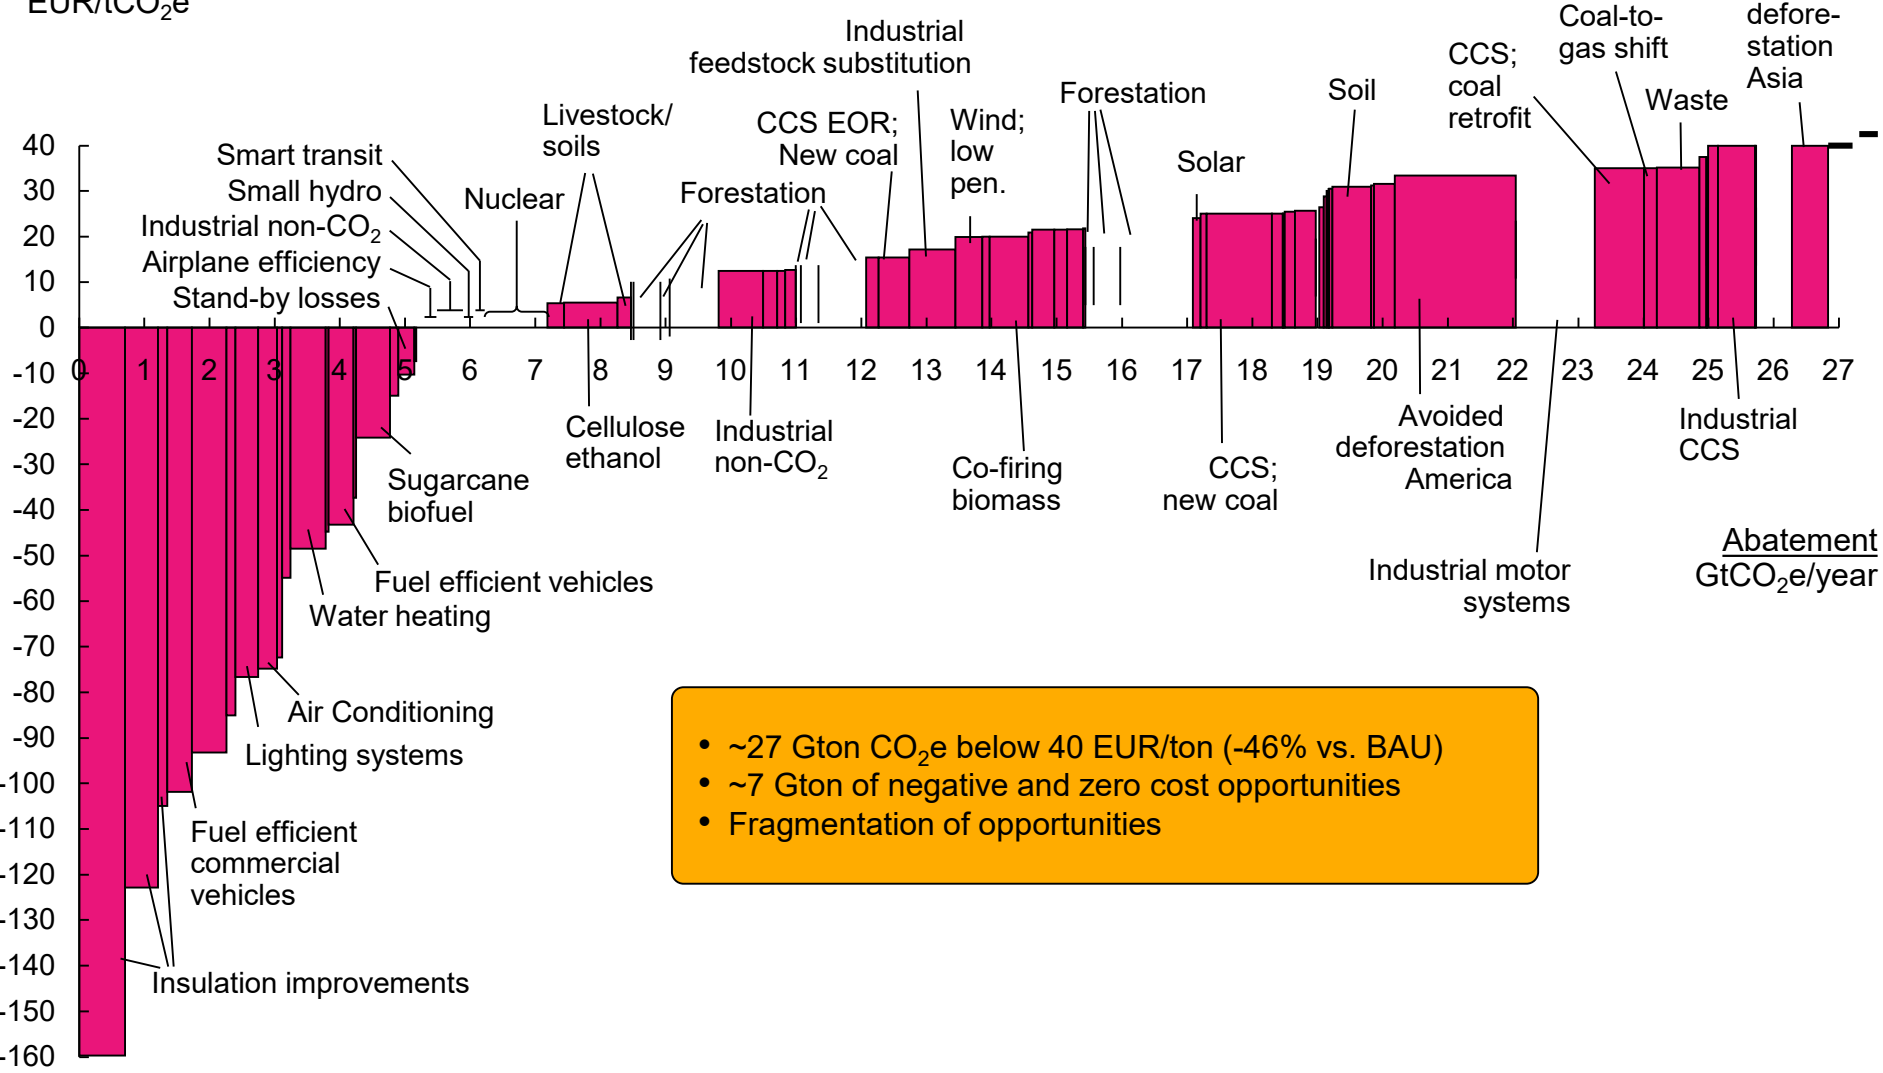 EUR/tCO₂e
Industrial
feedstock substitution
Coal-to-
gas shift
defore-
station
Asia
CCS;
coal
retrofit
Forestation
Soil
Waste
Livestock/
soils
CCS EOR;
New coal
Wind;
low
pen.
Solar
Smart transit
Small hydro
Industrial non-CO₂
Airplane efficiency
Stand-by losses
Nuclear
Forestation
40
30
20
10
0
-10
-20
-30
-40
-50
-60
-70
-80
-90
-100
-110
-120
-130
-140
-150
-160
0 1 2 3 4 5 6 7 8 9 10 11 12 13 14 15 16 17 18 19 20 21 22 23 24 25 26 27
Cellulose
ethanol
Industrial
non-CO₂
Co-firing
biomass
CCS;
new coal
Avoided
deforestation
America
Industrial
CCS
Sugarcane
biofuel
Industrial motor
systems
Abatement
GtCO₂e/year
Fuel efficient vehicles
Water heating
Air Conditioning
Lighting systems
Fuel efficient
commercial
vehicles
Insulation improvements
• ~27 Gton CO₂e below 40 EUR/ton (-46% vs. BAU)
• ~7 Gton of negative and zero cost opportunities
• Fragmentation of opportunities